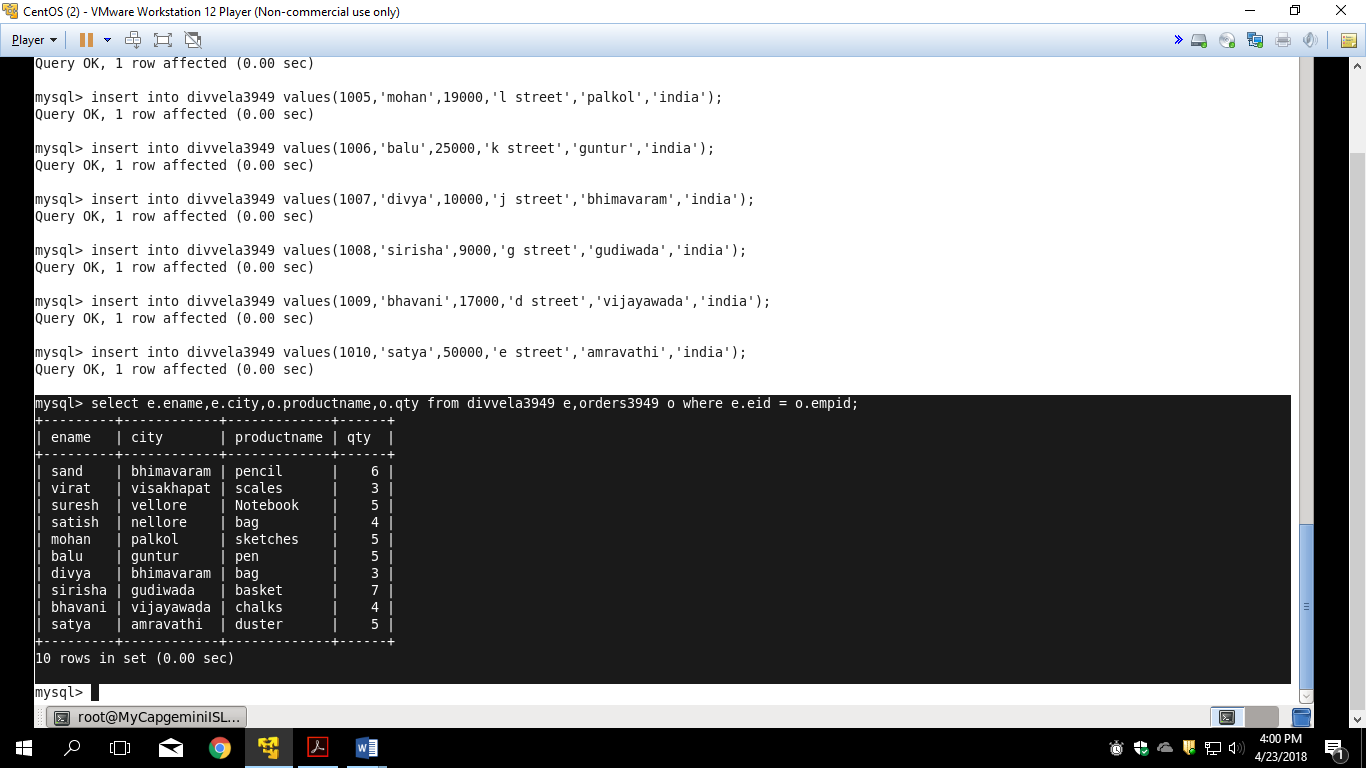 CentOS (2) - VMware Workstation 12 Player (Non-commercial use only)
Player
Query OK, 1 row affected (0.00 sec)
mysql> insert into divvela3949 values(1005,'mohan',19000,'l street','palkol','india');
Query OK, 1 row affected (0.00 sec)
mysql> insert into divvela3949 values(1006,'balu',25000,'k street','guntur','india');
Query OK, 1 row affected (0.00 sec)
mysql> insert into divvela3949 values(1007,'divya',10000,'j street','bhimavaram','india');
Query OK, 1 row affected (0.00 sec)
mysql> insert into divvela3949 values(1008,'sirisha',9000,'g street','gudiwada','india');
Query OK, 1 row affected (0.00 sec)
mysql> insert into divvela3949 values(1009,'bhavani',17000,'d street','vijayawada','india');
Query OK, 1 row affected (0.00 sec)
mysql> insert into divvela3949 values(1010,'satya',50000,'e street','amravathi','india');
Query OK, 1 row affected (0.00 sec)
mysql> select e.ename,e.city,o.productname,o.qty from divvela3949 e,orders3949 o where e.eid = o.empid;
+---------+------------+-------------+------+
| ename   | city       | productname | qty  |
+---------+------------+-------------+------+
| sand    | bhimavaram | pencil      |    6 |
| virat   | visakhapat | scales      |    3 |
| suresh  | vellore    | Notebook    |    5 |
| satish  | nellore    | bag         |    4 |
| mohan   | palkol     | sketches    |    5 |
| balu    | guntur     | pen         |    5 |
| divya   | bhimavaram | bag         |    3 |
| sirisha | gudiwada   | basket      |    7 |
| bhavani | vijayawada | chalks      |    4 |
| satya   | amravathi  | duster      |    5 |
+---------+------------+-------------+------+
10 rows in set (0.00 sec)
mysql>
root@MyCapgeminiISL...
4:00 PM
4/23/2018
1